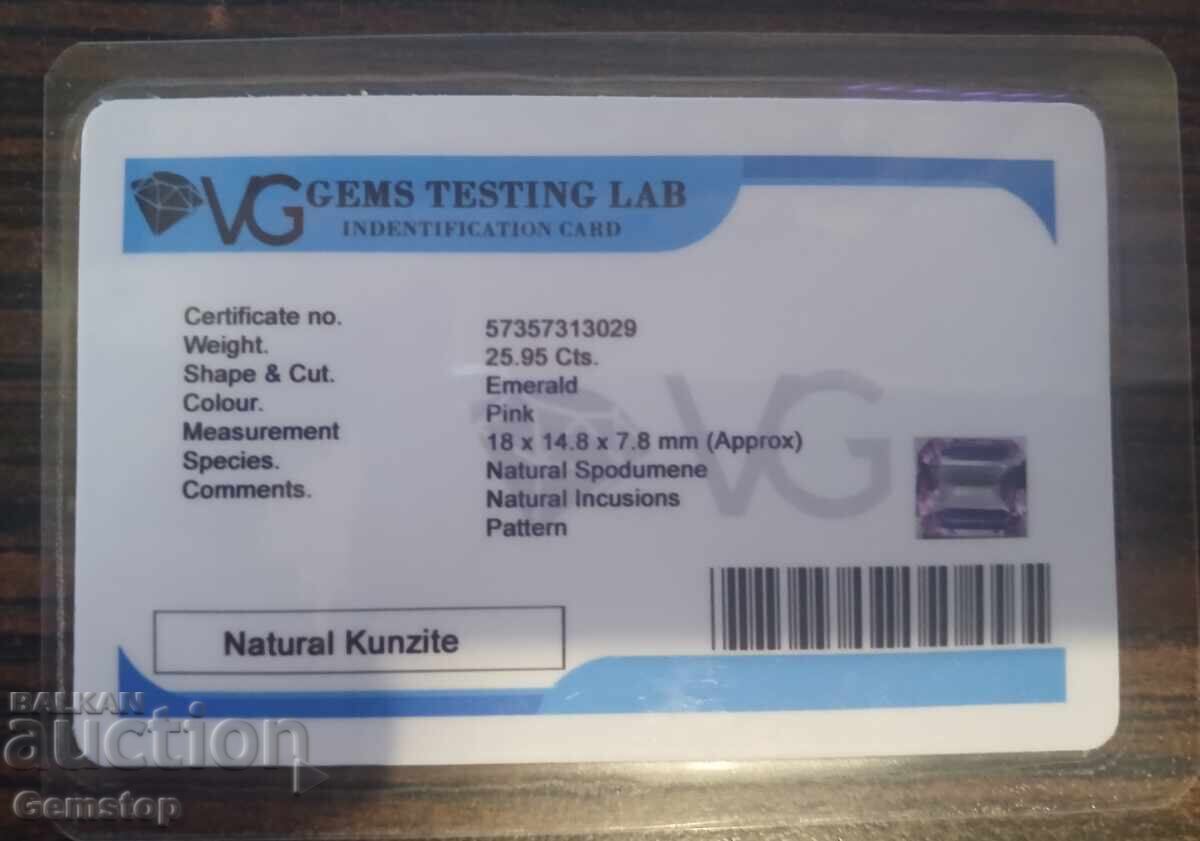 VG GEMS TESTING LAB
INDENTIFICATION CARD
Certificate no. 57357313029
Weight. 25.95 Cts.
Shape & Cut. Emerald
Colour. Pink
Measurement 18 x 14.8 x 7.8 mm (Approx)
Species. Natural Spodumene
Comments. Natural Incusions
Pattern
VG
Natural Kunzite
BALKAN
auction
Gemstop